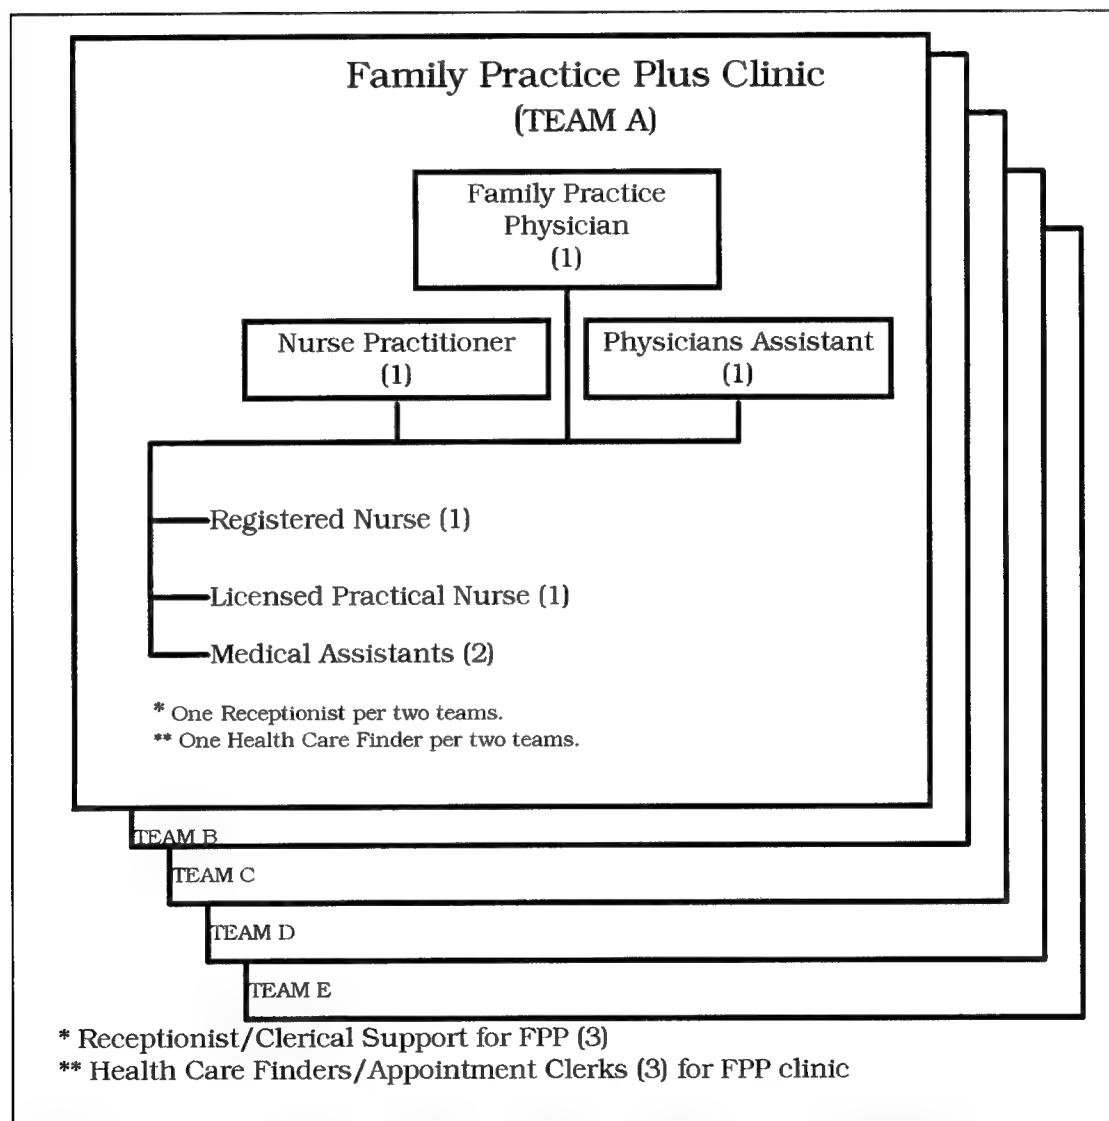 Family Practice Plus Clinic
(TEAM A)
Family Practice
Physician
(1)
Nurse Practitioner
(1)
Physicians Assistant
(1)
Registered Nurse (1)
Licensed Practical Nurse (1)
Medical Assistants (2)
* One Receptionist per two teams.
** One Health Care Finder per two teams.
TEAM B
TEAM C
TEAM D
TEAM E
* Receptionist/Clerical Support for FPP (3)
** Health Care Finders/Appointment Clerks (3) for FPP clinic